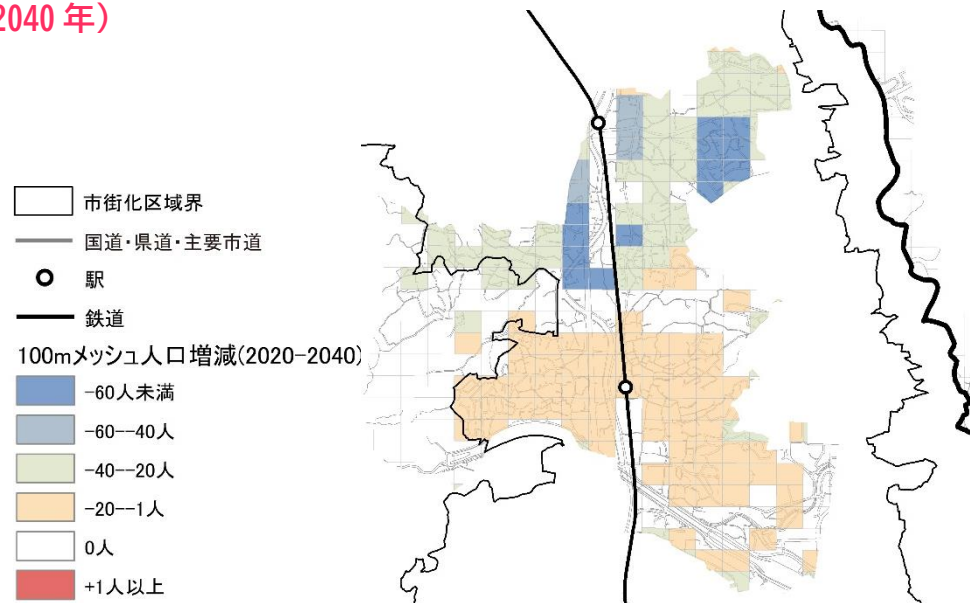 2040 年）
市街化区域界
国道・県道・主要市道
駅
鉄道
100mメッシュ人口増減(2020-2040)
-60人未満
-60--40人
-40--20人
-20--1人
0人
+1人以上